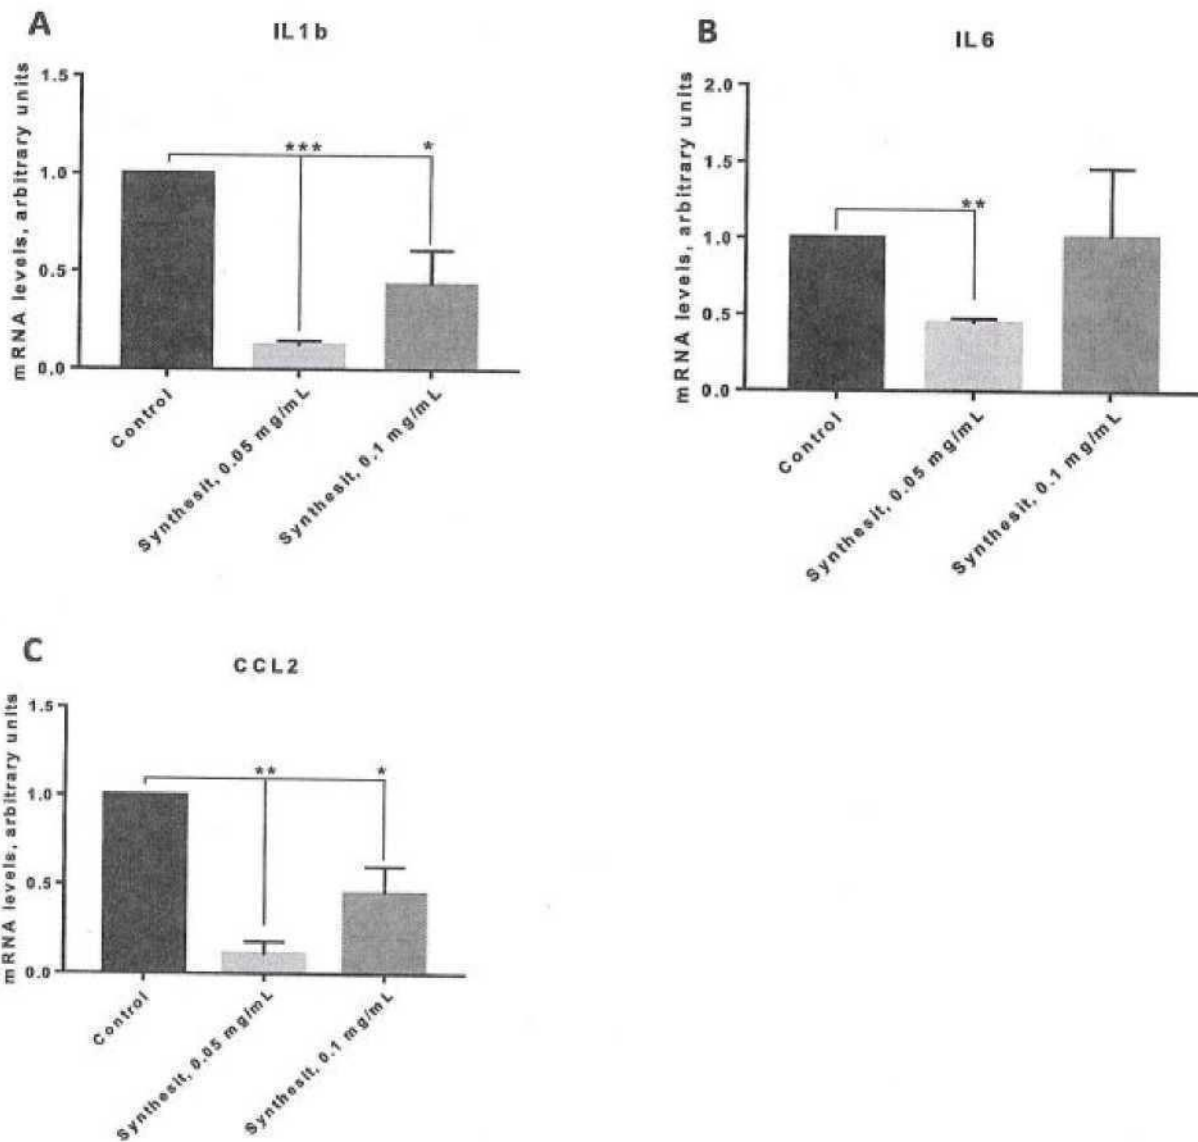 A
IL1b
mRNA levels, arbitrary units
1.5
1.0
0.5
0.0
***
*
Control
Synthesit, 0.05 mg/mL
Synthesit, 0.1 mg/mL
B
IL6
mRNA levels, arbitrary units
2.0
1.5
1.0
0.5
0.0
**
Control
Synthesit, 0.05 mg/mL
Synthesit, 0.1 mg/mL
C
CCL2
mRNA levels, arbitrary units
1.5
1.0
0.5
0.0
**
*
Control
Synthesit, 0.05 mg/mL
Synthesit, 0.1 mg/mL